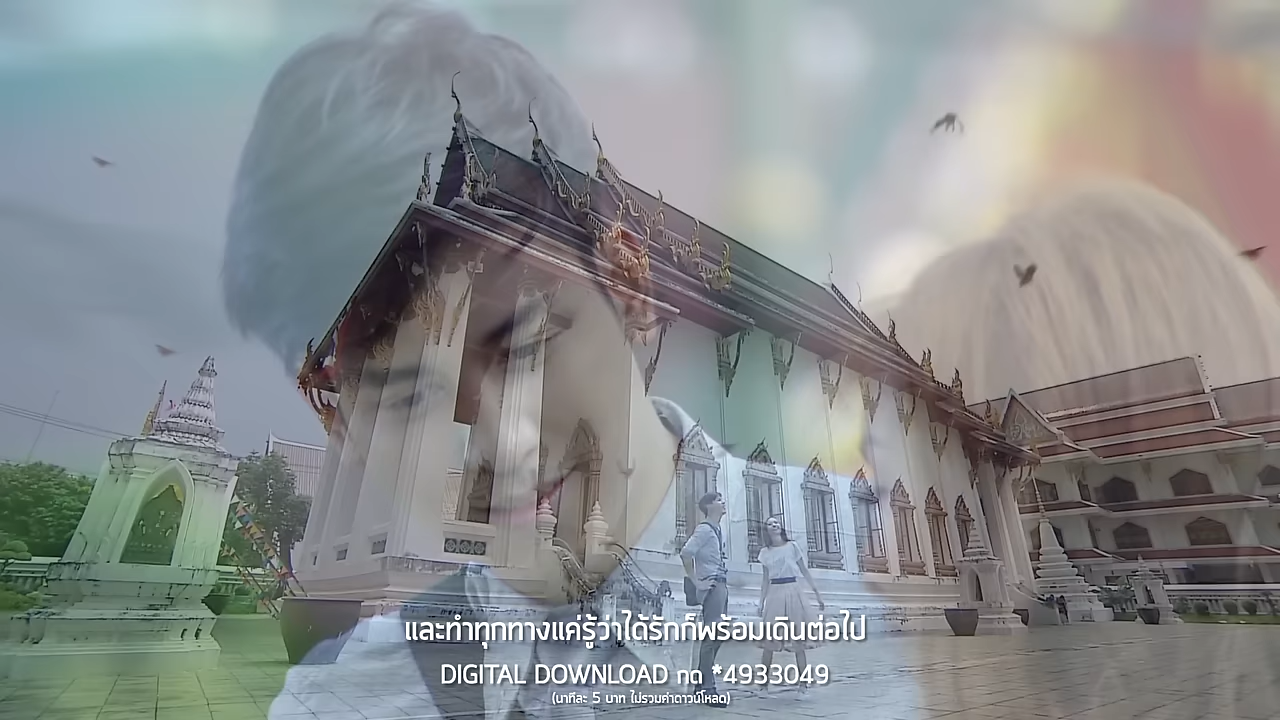 และทำทุกทางแค่รู้ว่าได้รักก็พร้อมเดินต่อไป
DIGITAL DOWNLOAD กด *4933049
(นาทีละ 5 บาท ไม่รวมค่าดาวน์โหลด)